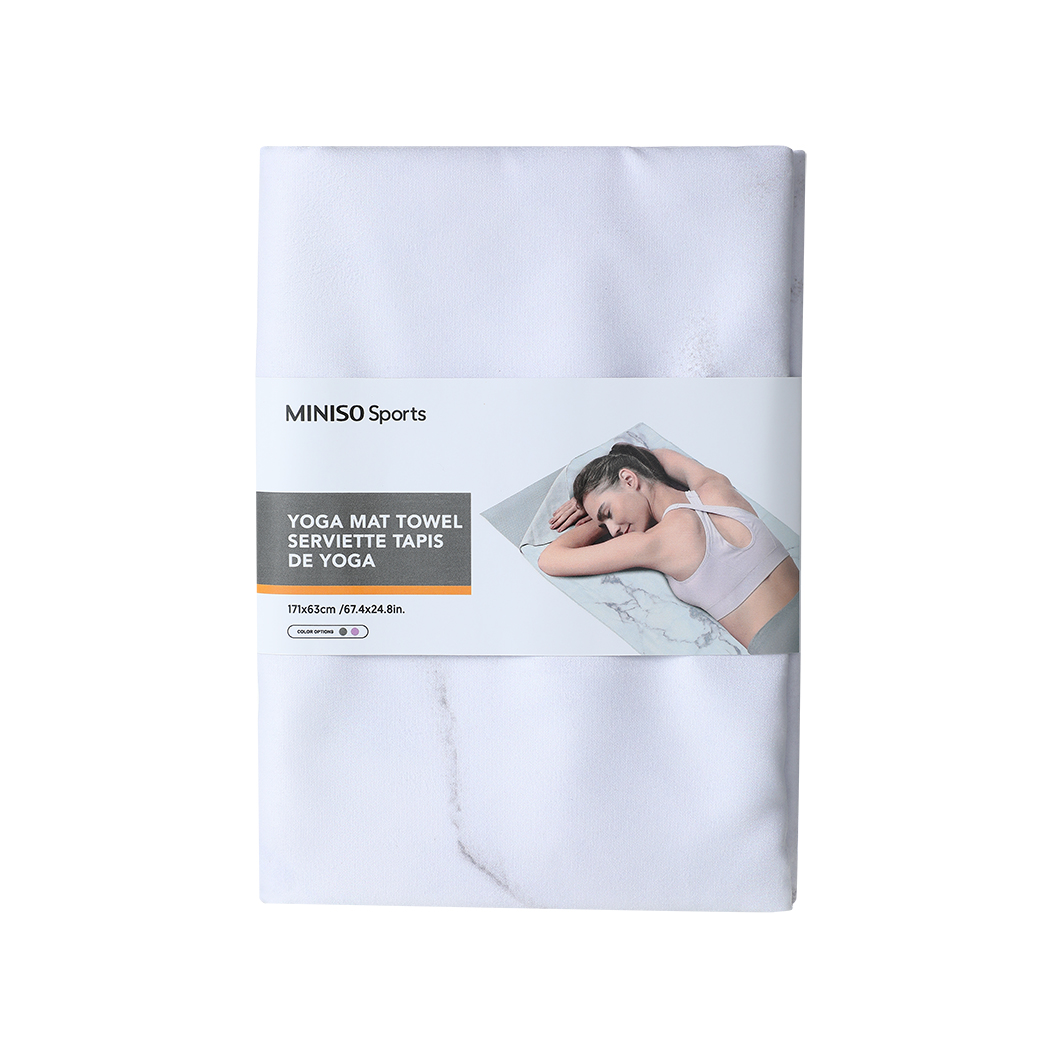 MINISO Sports
YOGA MAT TOWEL
SERVIETTE TAPIS
DE YOGA
171x63cm /67.4x24.8in.
COLOR OPTIONS